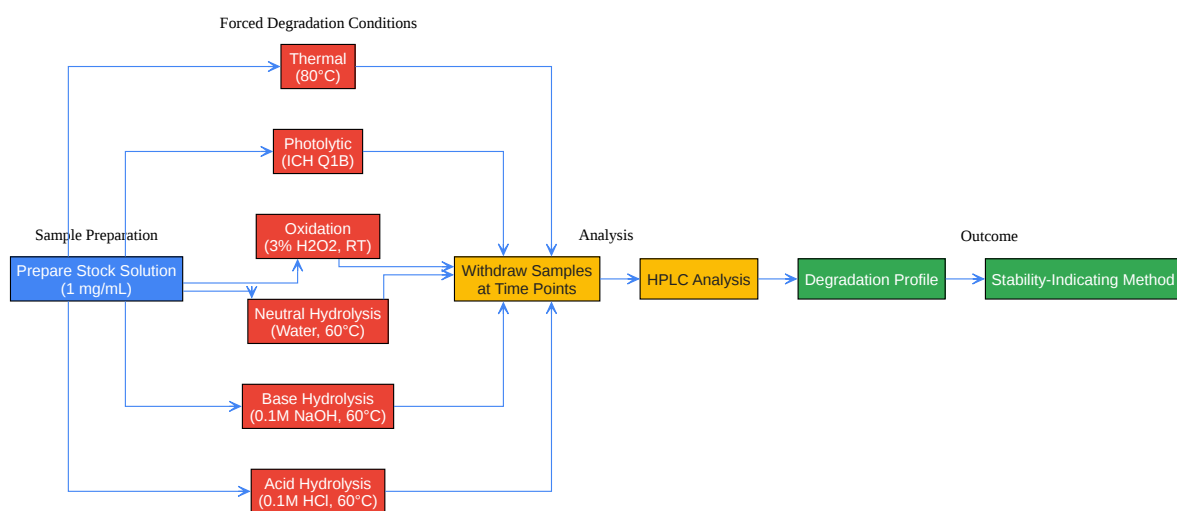 Forced Degradation Conditions
Thermal
(80°C)
Photolytic
(ICH Q1B)
Oxidation
(3% H2O2, RT)
Sample Preparation
Analysis
Outcome
Prepare Stock Solution
(1 mg/mL)
Withdraw Samples
at Time Points
HPLC Analysis
Degradation Profile
Stability-Indicating Method
Neutral Hydrolysis
(Water, 60°C)
Base Hydrolysis
(0.1M NaOH, 60°C)
Acid Hydrolysis
(0.1M HCl, 60°C)